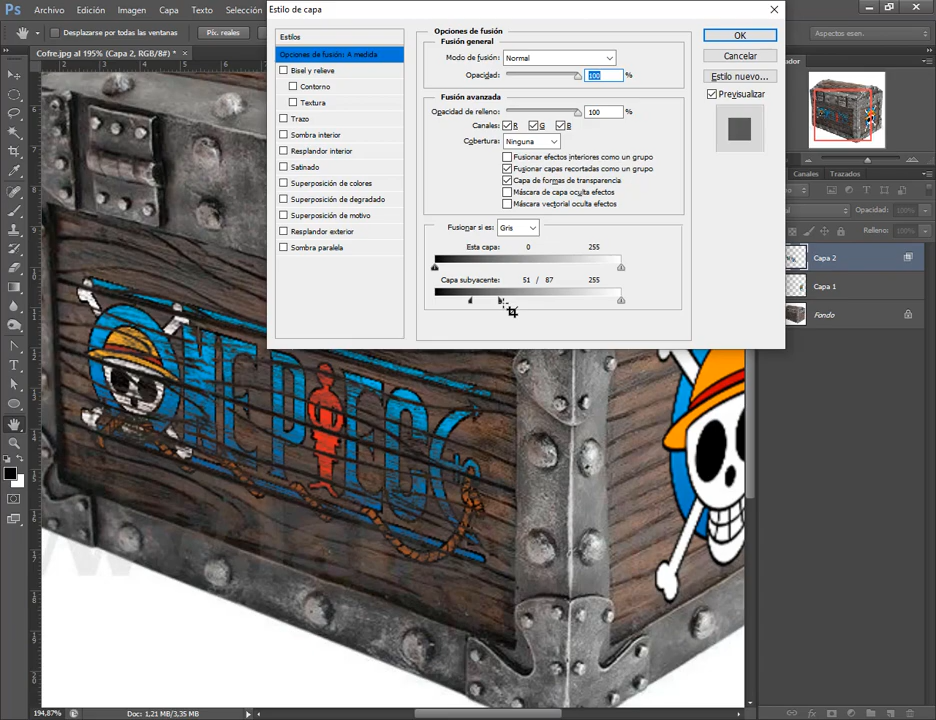 Ps Archivo Edición Imagen Capa Texto Selección
Desplazarse por todas las ventanas Píx. reales Aspectos esen.
Cofre.jpg al 195% (Capa 2, RGB/8#) *
Estilo de capa
Estilos
Opciones de fusión: A medida
Bisel y relieve
Contorno
Textura
Trazo
Sombra interior
Resplandor interior
Satinado
Superposición de colores
Superposición de degradado
Superposición de motivo
Resplandor exterior
Sombra paralela
Opciones de fusión
Fusión general
Modo de fusión: Normal
Opacidad: 100 %
Fusión avanzada
Opacidad de relleno: 100 %
Canales: R G B
Cobertura: Ninguna
Fusionar efectos interiores como un grupo
Fusionar capas recortadas como un grupo
Capa de formas de transparencia
Máscara de capa oculta efectos
Máscara vectorial oculta efectos
Fusionar si es: Gris
Esta capa: 0 255
Capa subyacente: 51 / 87 255
OK
Cancelar
Estilo nuevo...
Previsualizar
Canales Trazados
Opacidad: 100%
Relleno: 100%
Capa 2
Capa 1
Fondo
ONE PIECE
194,87% Doc: 1,21 MB/3,35 MB